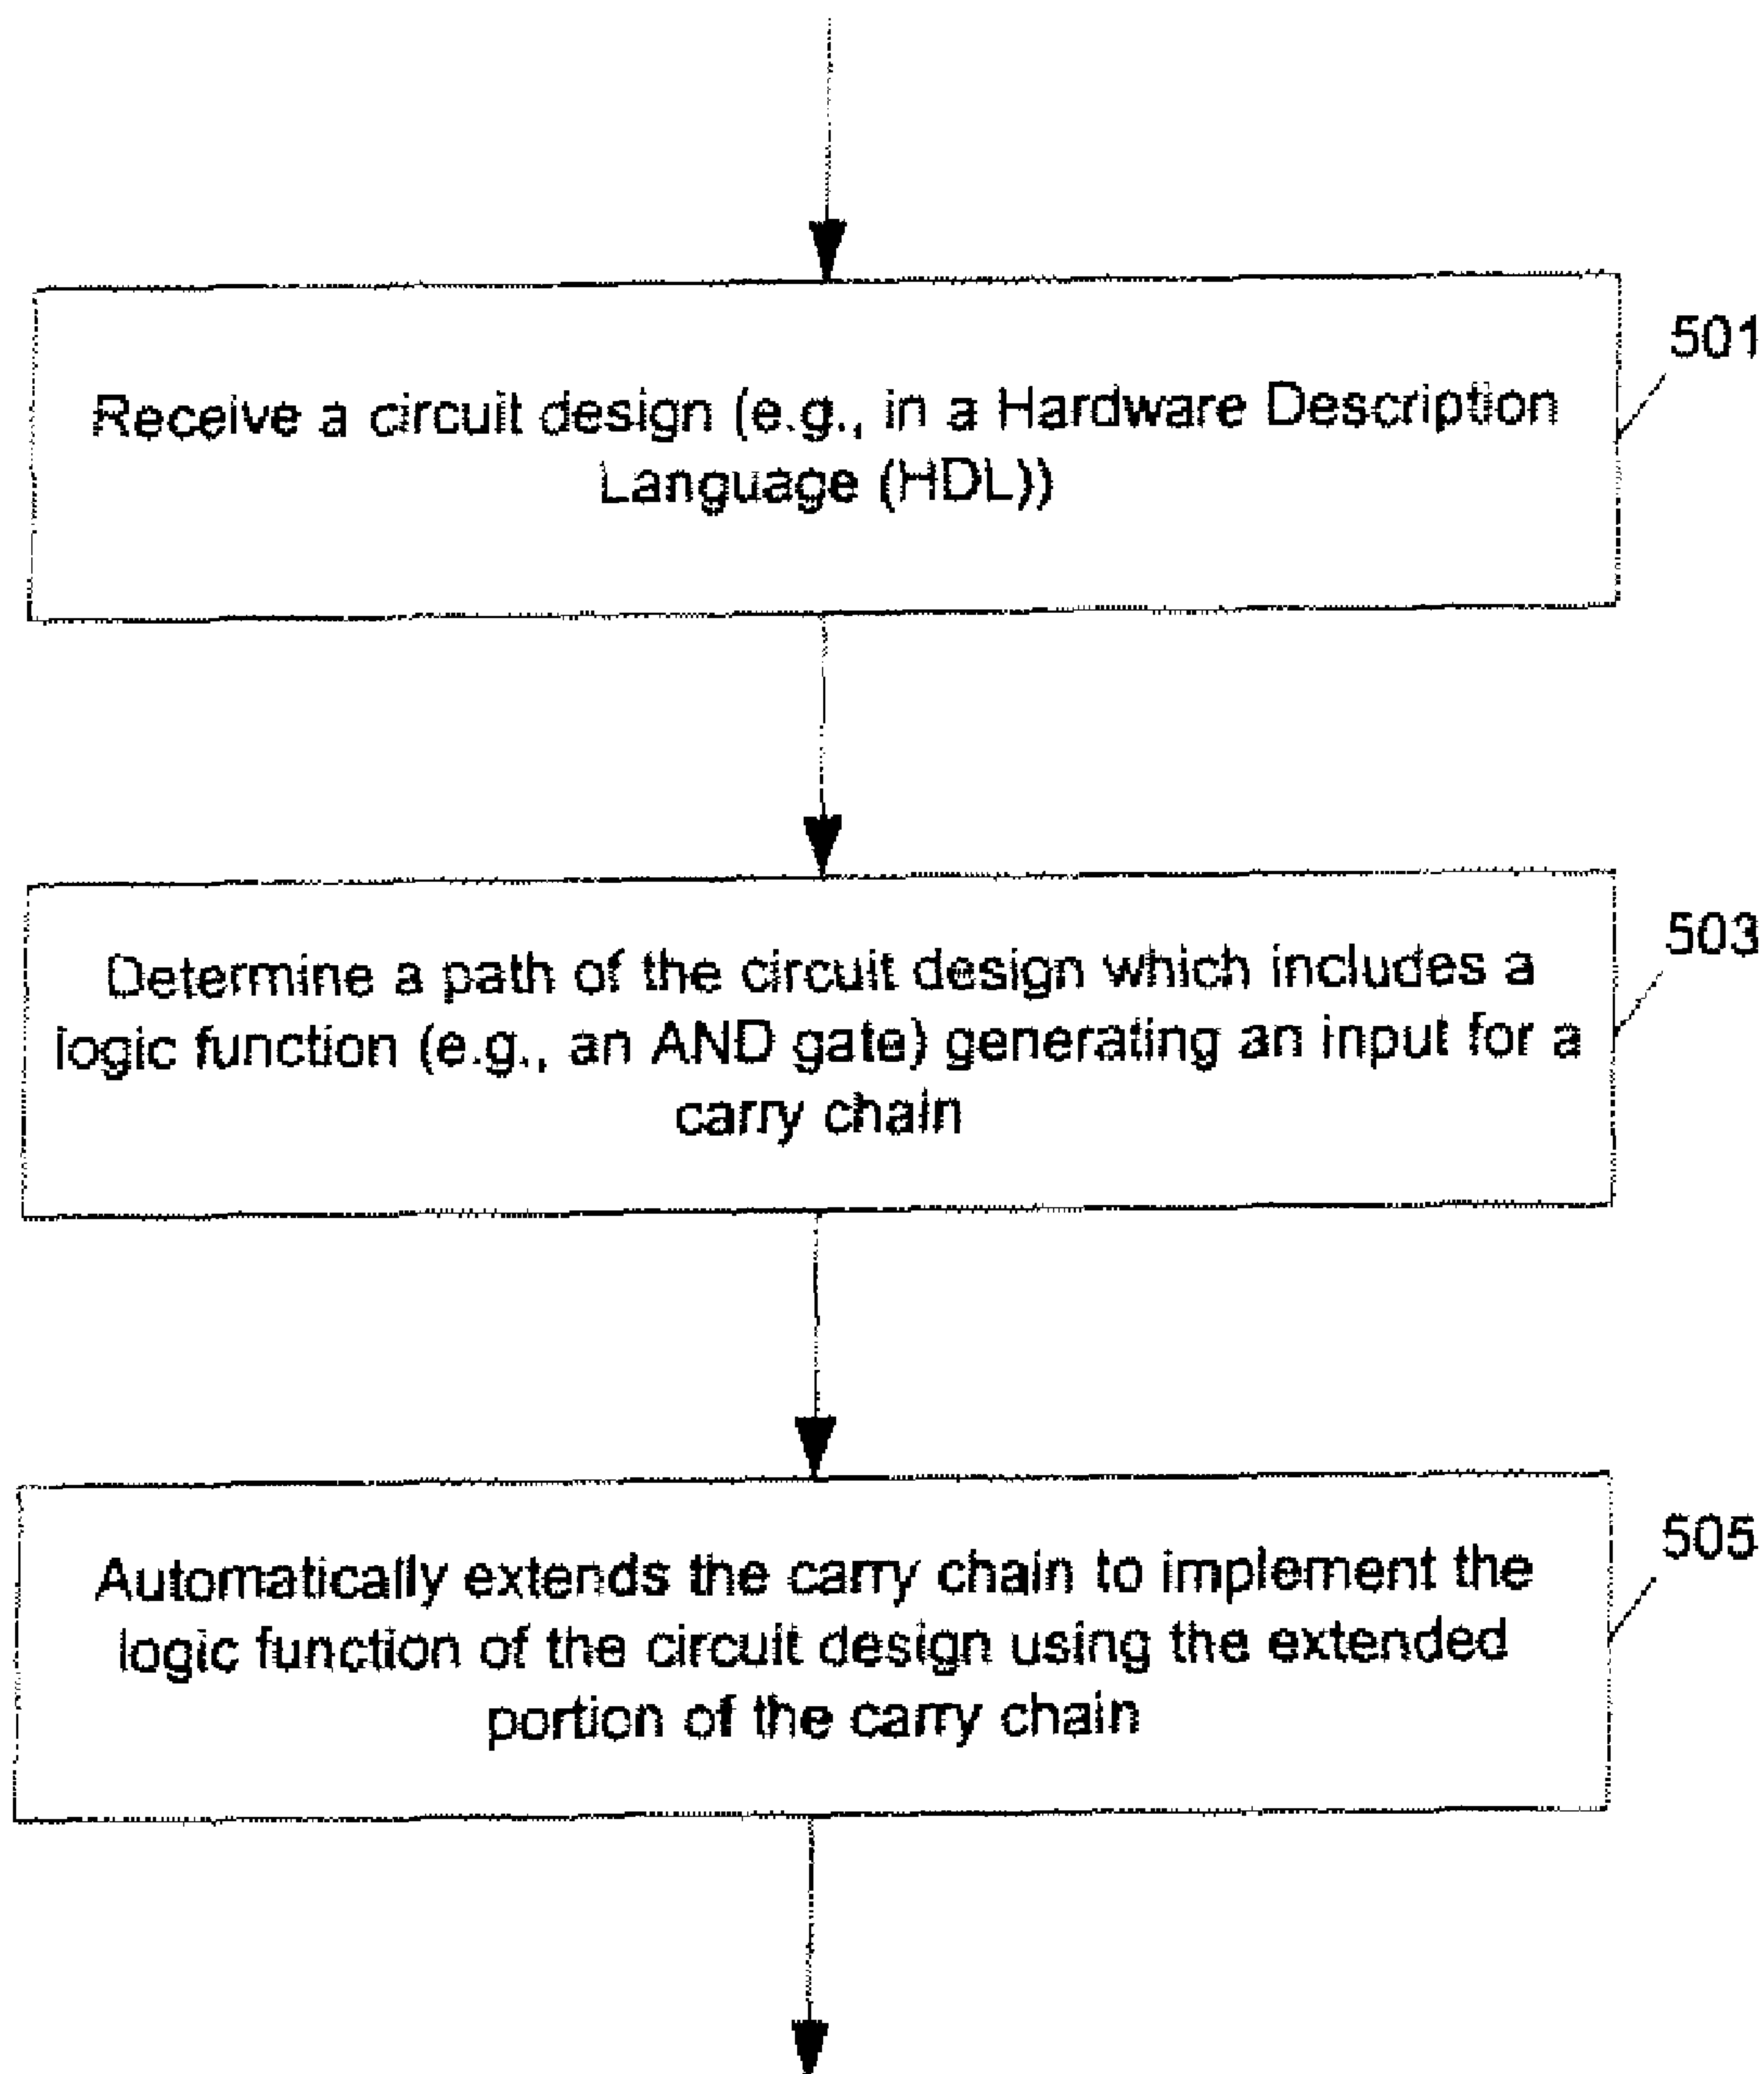 501
Receive a circuit design (e.g., in a Hardware Description
Language (HDL))
503
Determine a path of the circuit design which includes a
logic function (e.g., an AND gate) generating an input for a
carry chain
505
Automatically extends the carry chain to implement the
logic function of the circuit design using the extended
portion of the carry chain